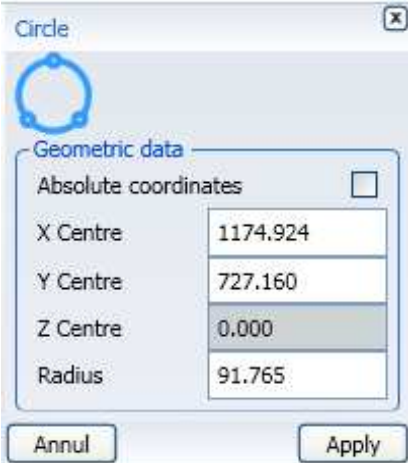 Circle
Geometric data
Absolute coordinates
X Centre 1174.924
Y Centre 727.160
Z Centre 0.000
Radius 91.765
Annul Apply